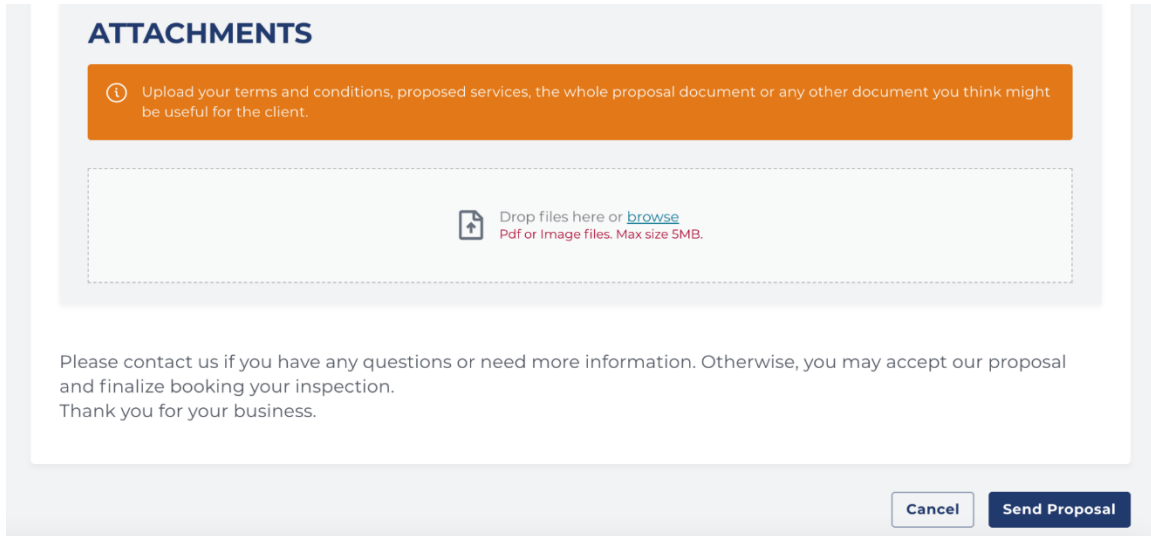 ATTACHMENTS
Upload your terms and conditions, proposed services, the whole proposal document or any other document you think might
be useful for the client.
Drop files here or browse
Pdf or Image files. Max size 5MB.
Please contact us if you have any questions or need more information. Otherwise, you may accept our proposal
and finalize booking your inspection.
Thank you for your business.
Cancel
Send Proposal